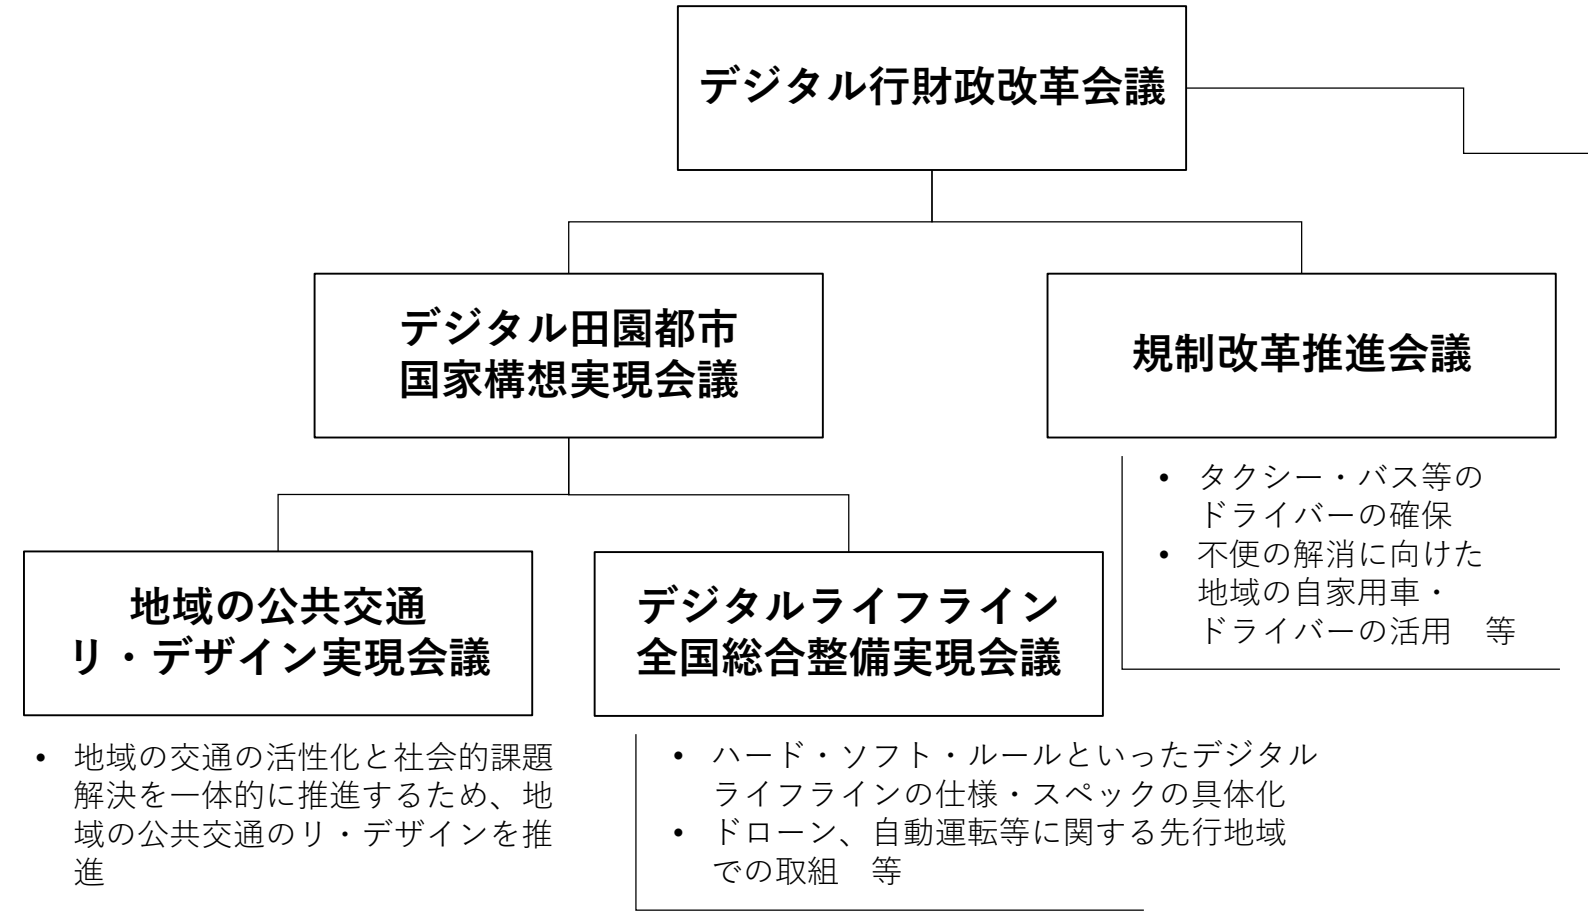 デジタル行財政改革会議
デジタル田園都市
国家構想実現会議
規制改革推進会議
• タクシー・バス等の
ドライバーの確保
• 不便の解消に向けた
地域の自家用車・
ドライバーの活用　等
地域の公共交通
リ・デザイン実現会議
デジタルライフライン
全国総合整備実現会議
• 地域の交通の活性化と社会的課題
解決を一体的に推進するため、地
域の公共交通のリ・デザインを推
進
• ハード・ソフト・ルールといったデジタル
ライフラインの仕様・スペックの具体化
• ドローン、自動運転等に関する先行地域
での取組　等